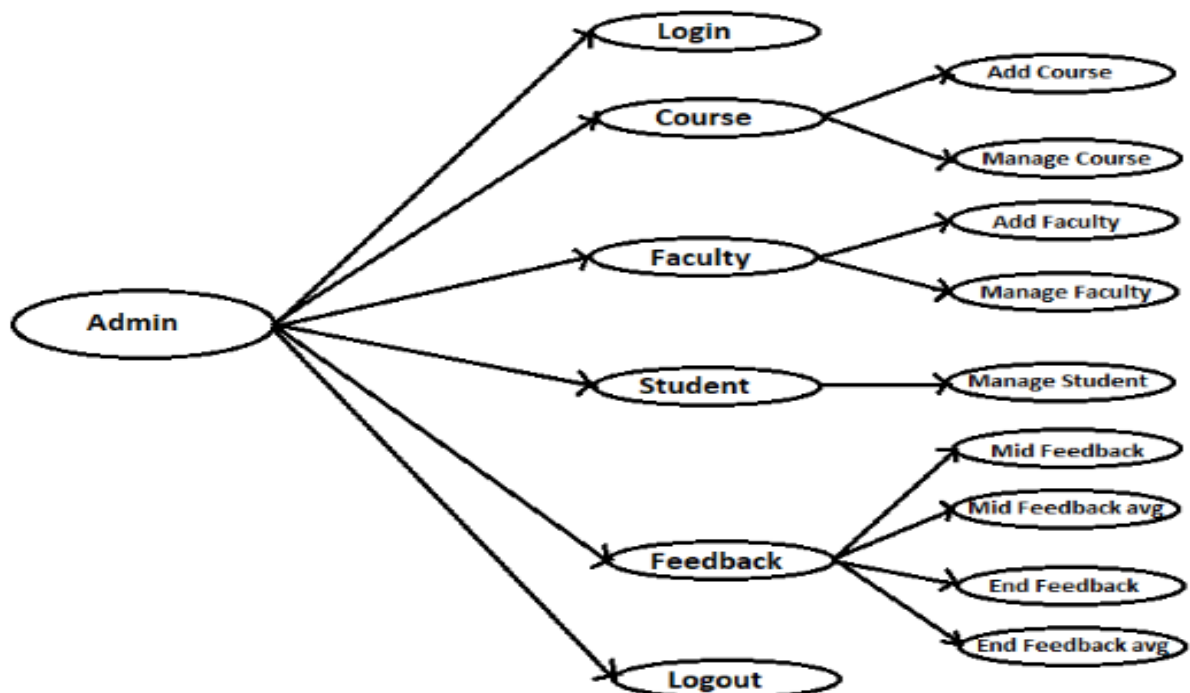 Login
Add Course
Course
Manage Course
Add Faculty
Faculty
Manage Faculty
Admin
Student
Manage Student
Mid Feedback
Mid Feedback avg
Feedback
End Feedback
End Feedback avg
Logout